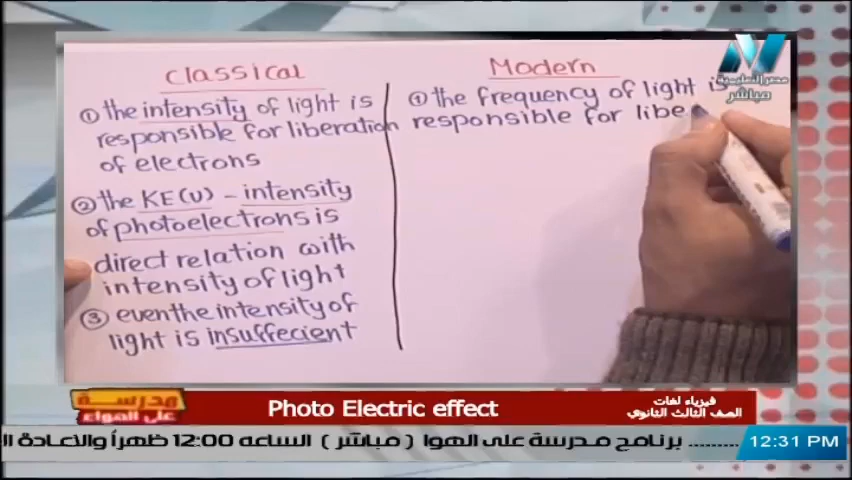 Classical
① the intensity of light is
responsible for liberation
of electrons
② the KE(υ) - intensity
of photoelectrons is
direct relation with
intensity of light
③ even the intensity of
light is insuffecient
Modern
① the frequency of light is
responsible for libe
مصر التعليمية
مباشر
مدرسة
على الهواء
Photo Electric effect
فيزياء لغات
الصف الثالث الثانوي
برنامج مدرسة على الهوا ( مباشر ) الساعه 12:00 ظهراً والأعادة
12:31 PM